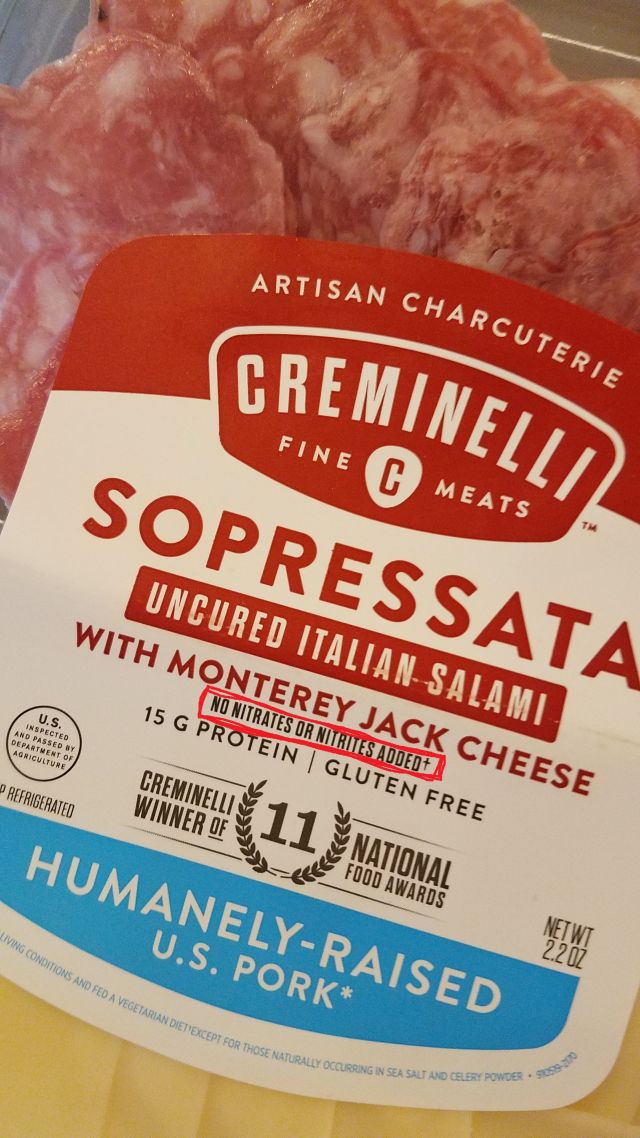 ARTISAN CHARCUTERIE
CREMINELLI
FINE C MEATS
TM
SOPRESSATA
UNCURED ITALIAN SALAMI
WITH MONTEREY JACK CHEESE
NO NITRATES OR NITRITES ADDED†
15 G PROTEIN | GLUTEN FREE
U.S.
INSPECTED
AND PASSED BY
DEPARTMENT OF
AGRICULTURE
P REFRIGERATED
CREMINELLI
WINNER OF
11
NATIONAL
FOOD AWARDS
NET WT
2.2 OZ
HUMANELY-RAISED
U.S. PORK*
LIVING CONDITIONS AND FED A VEGETARIAN DIET †EXCEPT FOR THOSE NATURALLY OCCURRING IN SEA SALT AND CELERY POWDER •